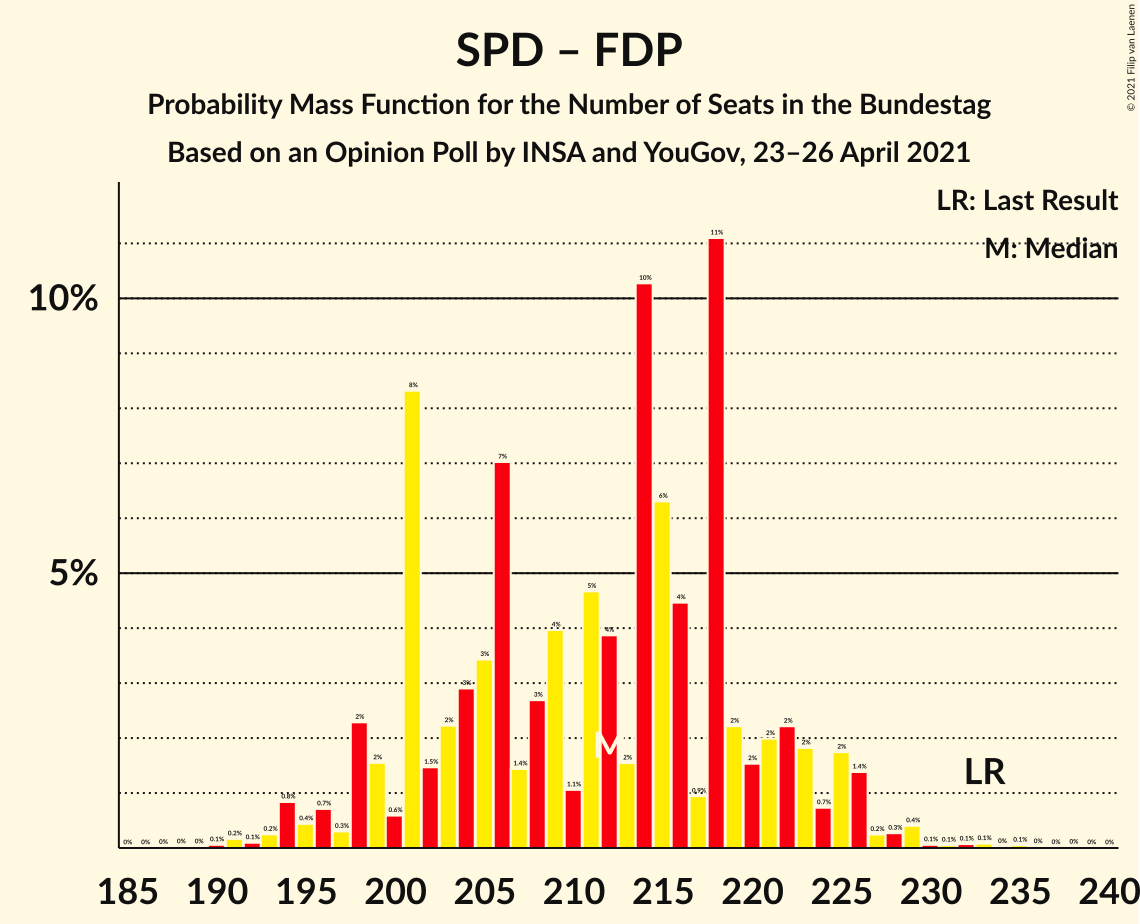 SPD – FDP
Probability Mass Function for the Number of Seats in the Bundestag
Based on an Opinion Poll by INSA and YouGov, 23–26 April 2021
© 2021 Filip van Laenen
LR: Last Result
M: Median
10%
5%
0% 0% 0% 0% 0% 0.1% 0.2% 0.1% 0.2% 0.8% 0.4% 0.7% 0.3% 2% 2% 0.6% 8% 1.5% 2% 3% 3% 7% 1.4% 3% 4% 1.1% 5% 4% 2% 10% 6% 4% 0.9% 11% 2% 2% 2% 2% 2% 0.7% 2% 1.4% 0.2% 0.3% 0.4% 0.1% 0.1% 0.1% 0.1% 0% 0.1% 0% 0% 0% 0% 0%
M
LR
185 190 195 200 205 210 215 220 225 230 235 240